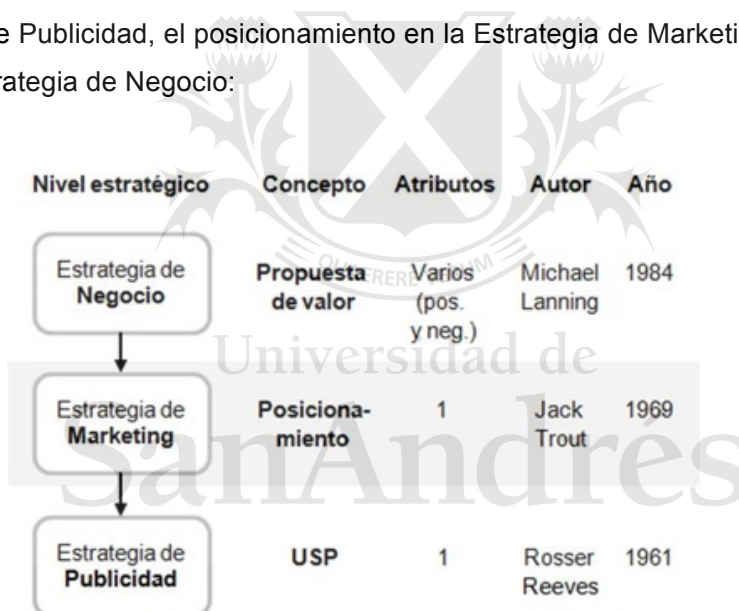 e Publicidad, el posicionamiento en la Estrategia de Marketi
rategia de Negocio:
Nivel estratégico Concepto Atributos Autor Año
Estrategia de Negocio Propuesta de valor Varios (pos. y neg.) Michael Lanning 1984
Estrategia de Marketing Posiciona-miento 1 Jack Trout 1969
Estrategia de Publicidad USP 1 Rosser Reeves 1961
Universidad de
SanAndrés